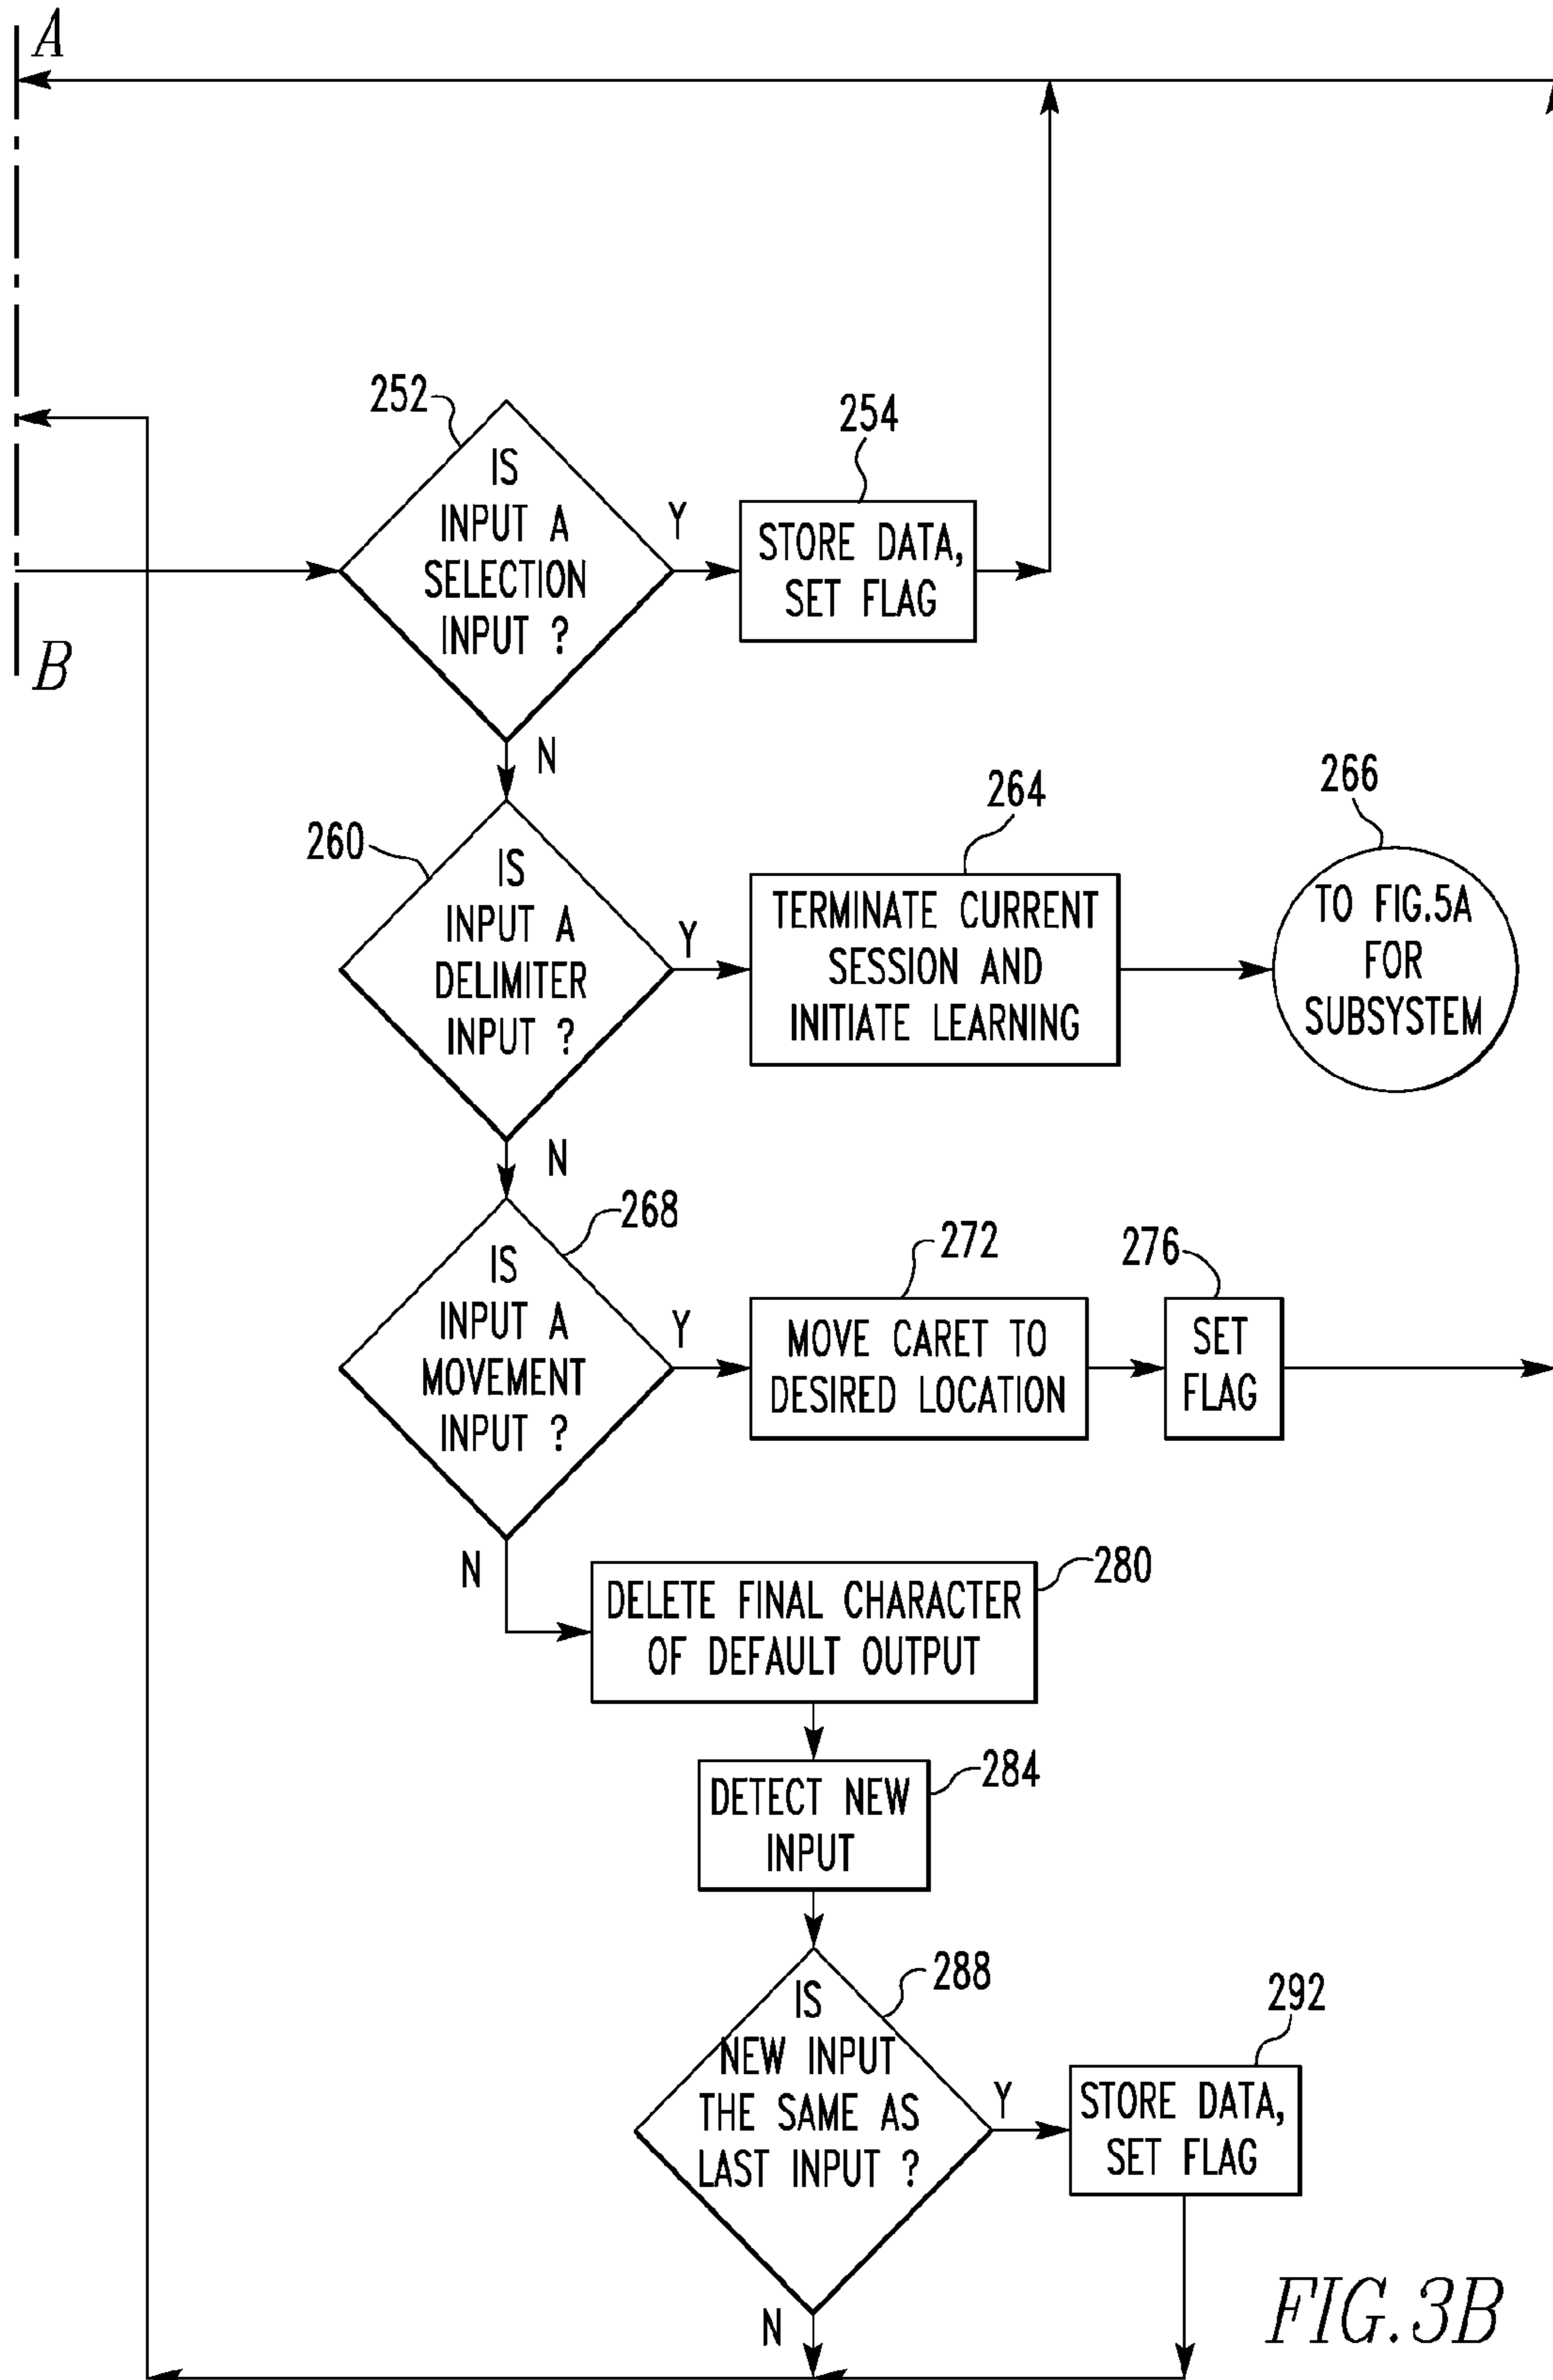 A
252
IS
INPUT A
SELECTION
INPUT ?
Y
254
STORE DATA,
SET FLAG
B
N
260
IS
INPUT A
DELIMITER
INPUT ?
Y
264
TERMINATE CURRENT
SESSION AND
INITIATE LEARNING
266
TO FIG.5A
FOR
SUBSYSTEM
N
268
IS
INPUT A
MOVEMENT
INPUT ?
Y
272
MOVE CARET TO
DESIRED LOCATION
276
SET
FLAG
N
280
DELETE FINAL CHARACTER
OF DEFAULT OUTPUT
284
DETECT NEW
INPUT
288
IS
NEW INPUT
THE SAME AS
LAST INPUT ?
Y
292
STORE DATA,
SET FLAG
N
FIG.3B